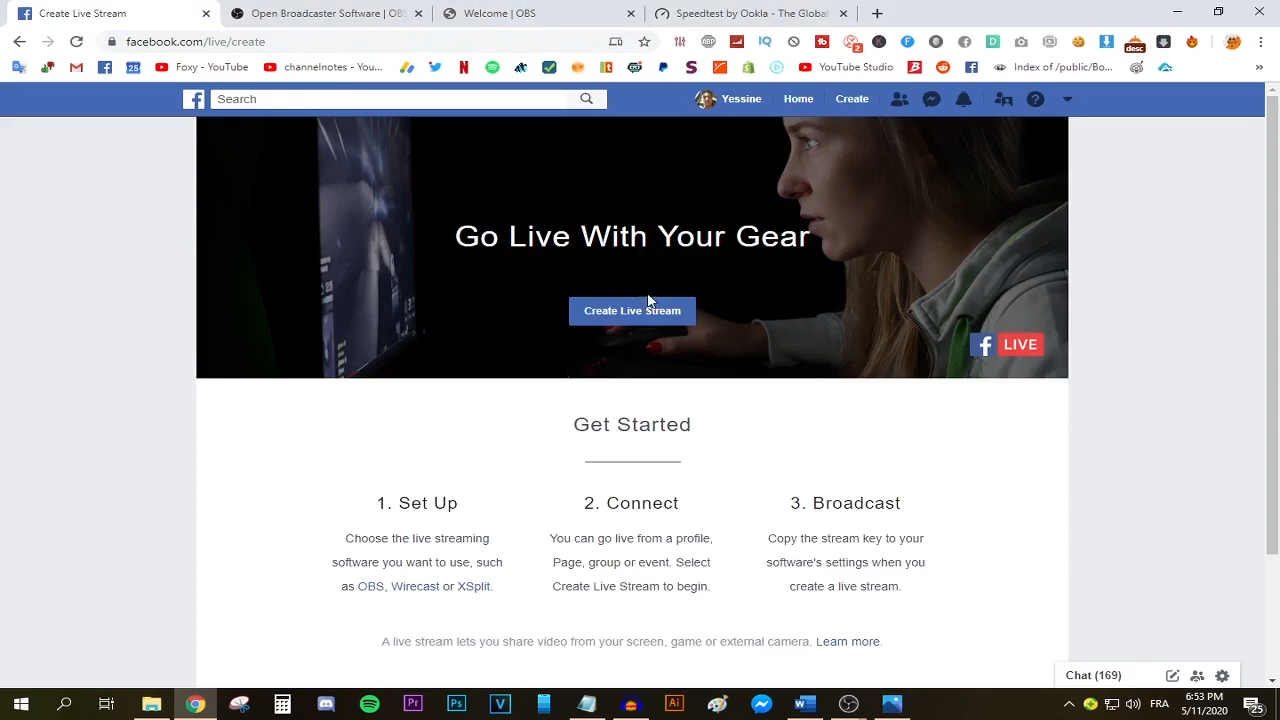 Create Live Stream
Open Broadcaster Software | OBS
Welcome | OBS
Speedtest by Ookla - The Global
facebook.com/live/create
Foxy - YouTube
channelnotes - You...
YouTube Studio
Index of /public/Bo...
Search
Yessine
Home
Create
Go Live With Your Gear
Create Live Stream
LIVE
Get Started
1. Set Up
Choose the live streaming
software you want to use, such
as OBS, Wirecast or XSplit.
2. Connect
You can go live from a profile,
Page, group or event. Select
Create Live Stream to begin.
3. Broadcast
Copy the stream key to your
software's settings when you
create a live stream.
A live stream lets you share video from your screen, game or external camera. Learn more.
Chat (169)
FRA
6:53 PM
5/11/2020
25